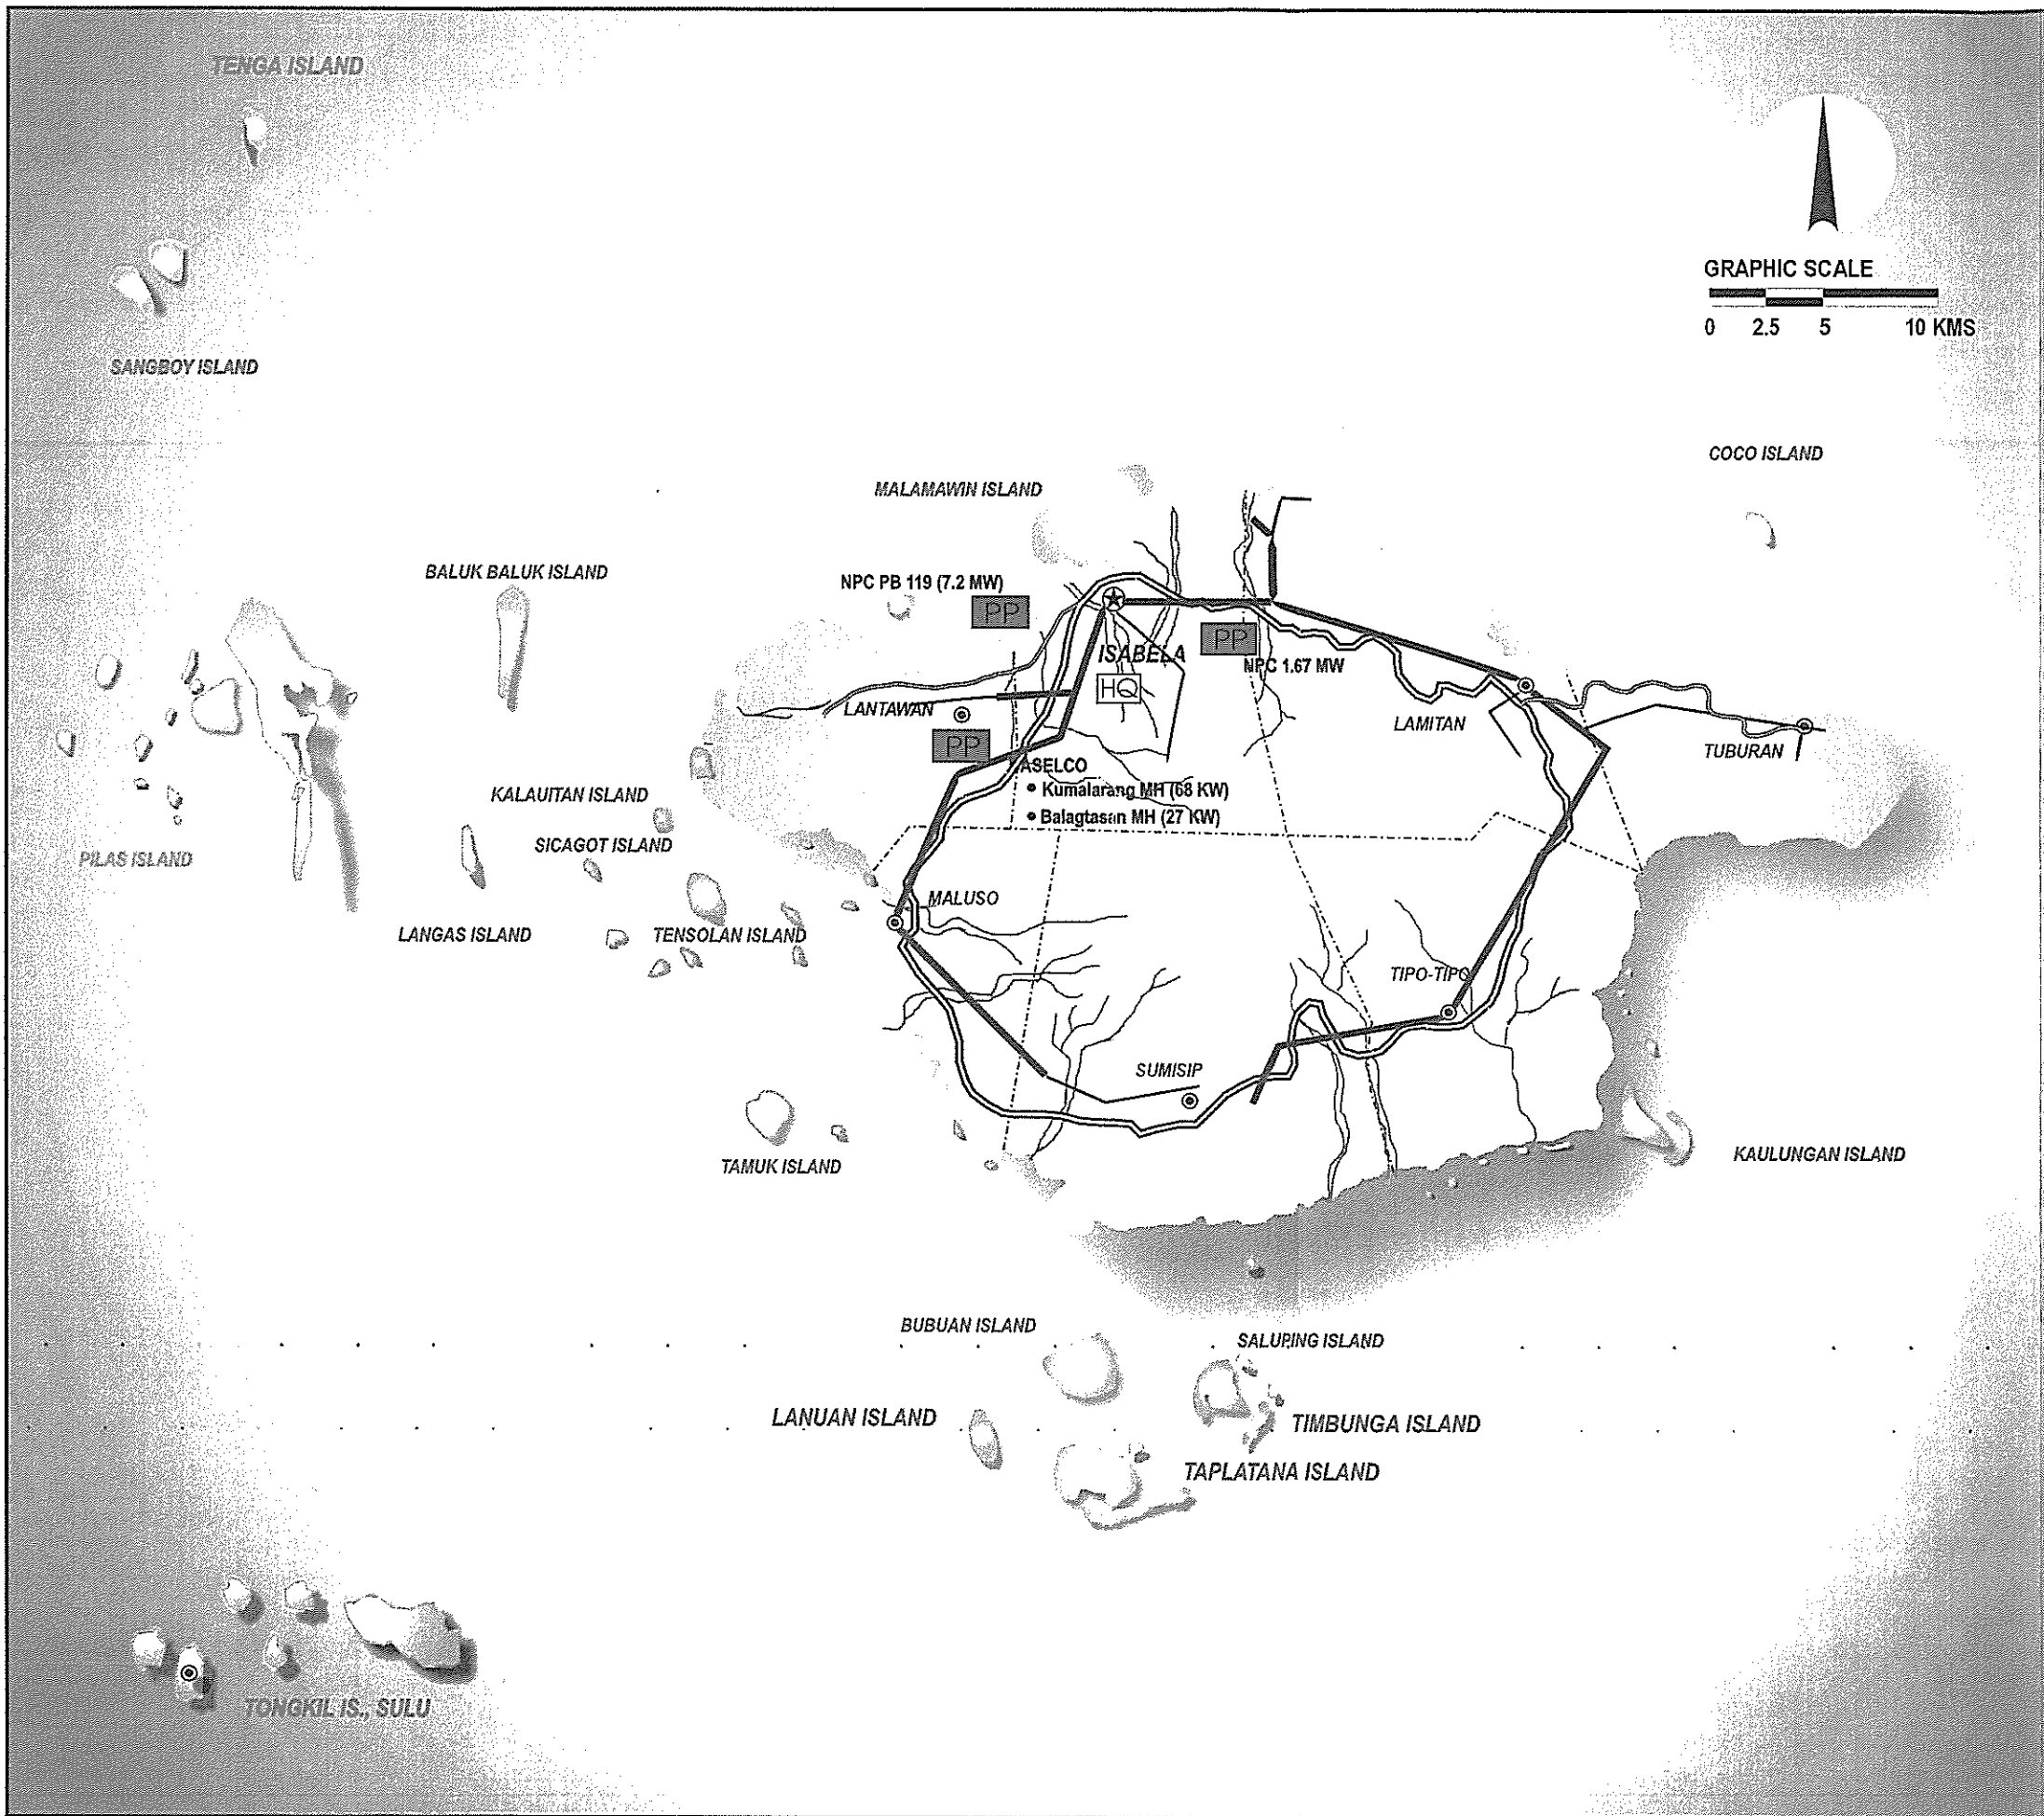 TENGA ISLAND
GRAPHIC SCALE
0 2.5 5 10 KMS
SANGBOY ISLAND
COCO ISLAND
MALAMAWIN ISLAND
BALUK BALUK ISLAND
NPC PB 119 (7.2 MW)
PP
PP
ISABELA
NPC 1.67 MW
HQ
LANTAWAN
LAMITAN
TUBURAN
PP
ASELCO
• Kumalarang MH (68 KW)
• Balagtasan MH (27 KW)
KALAUITAN ISLAND
SICAGOT ISLAND
PILAS ISLAND
MALUSO
LANGAS ISLAND
TENSOLAN ISLAND
TIPO-TIPO
SUMISIP
TAMUK ISLAND
KAULUNGAN ISLAND
BUBUAN ISLAND
SALUPING ISLAND
LANUAN ISLAND
TIMBUNGA ISLAND
TAPLATANA ISLAND
TONGKIL IS., SULU